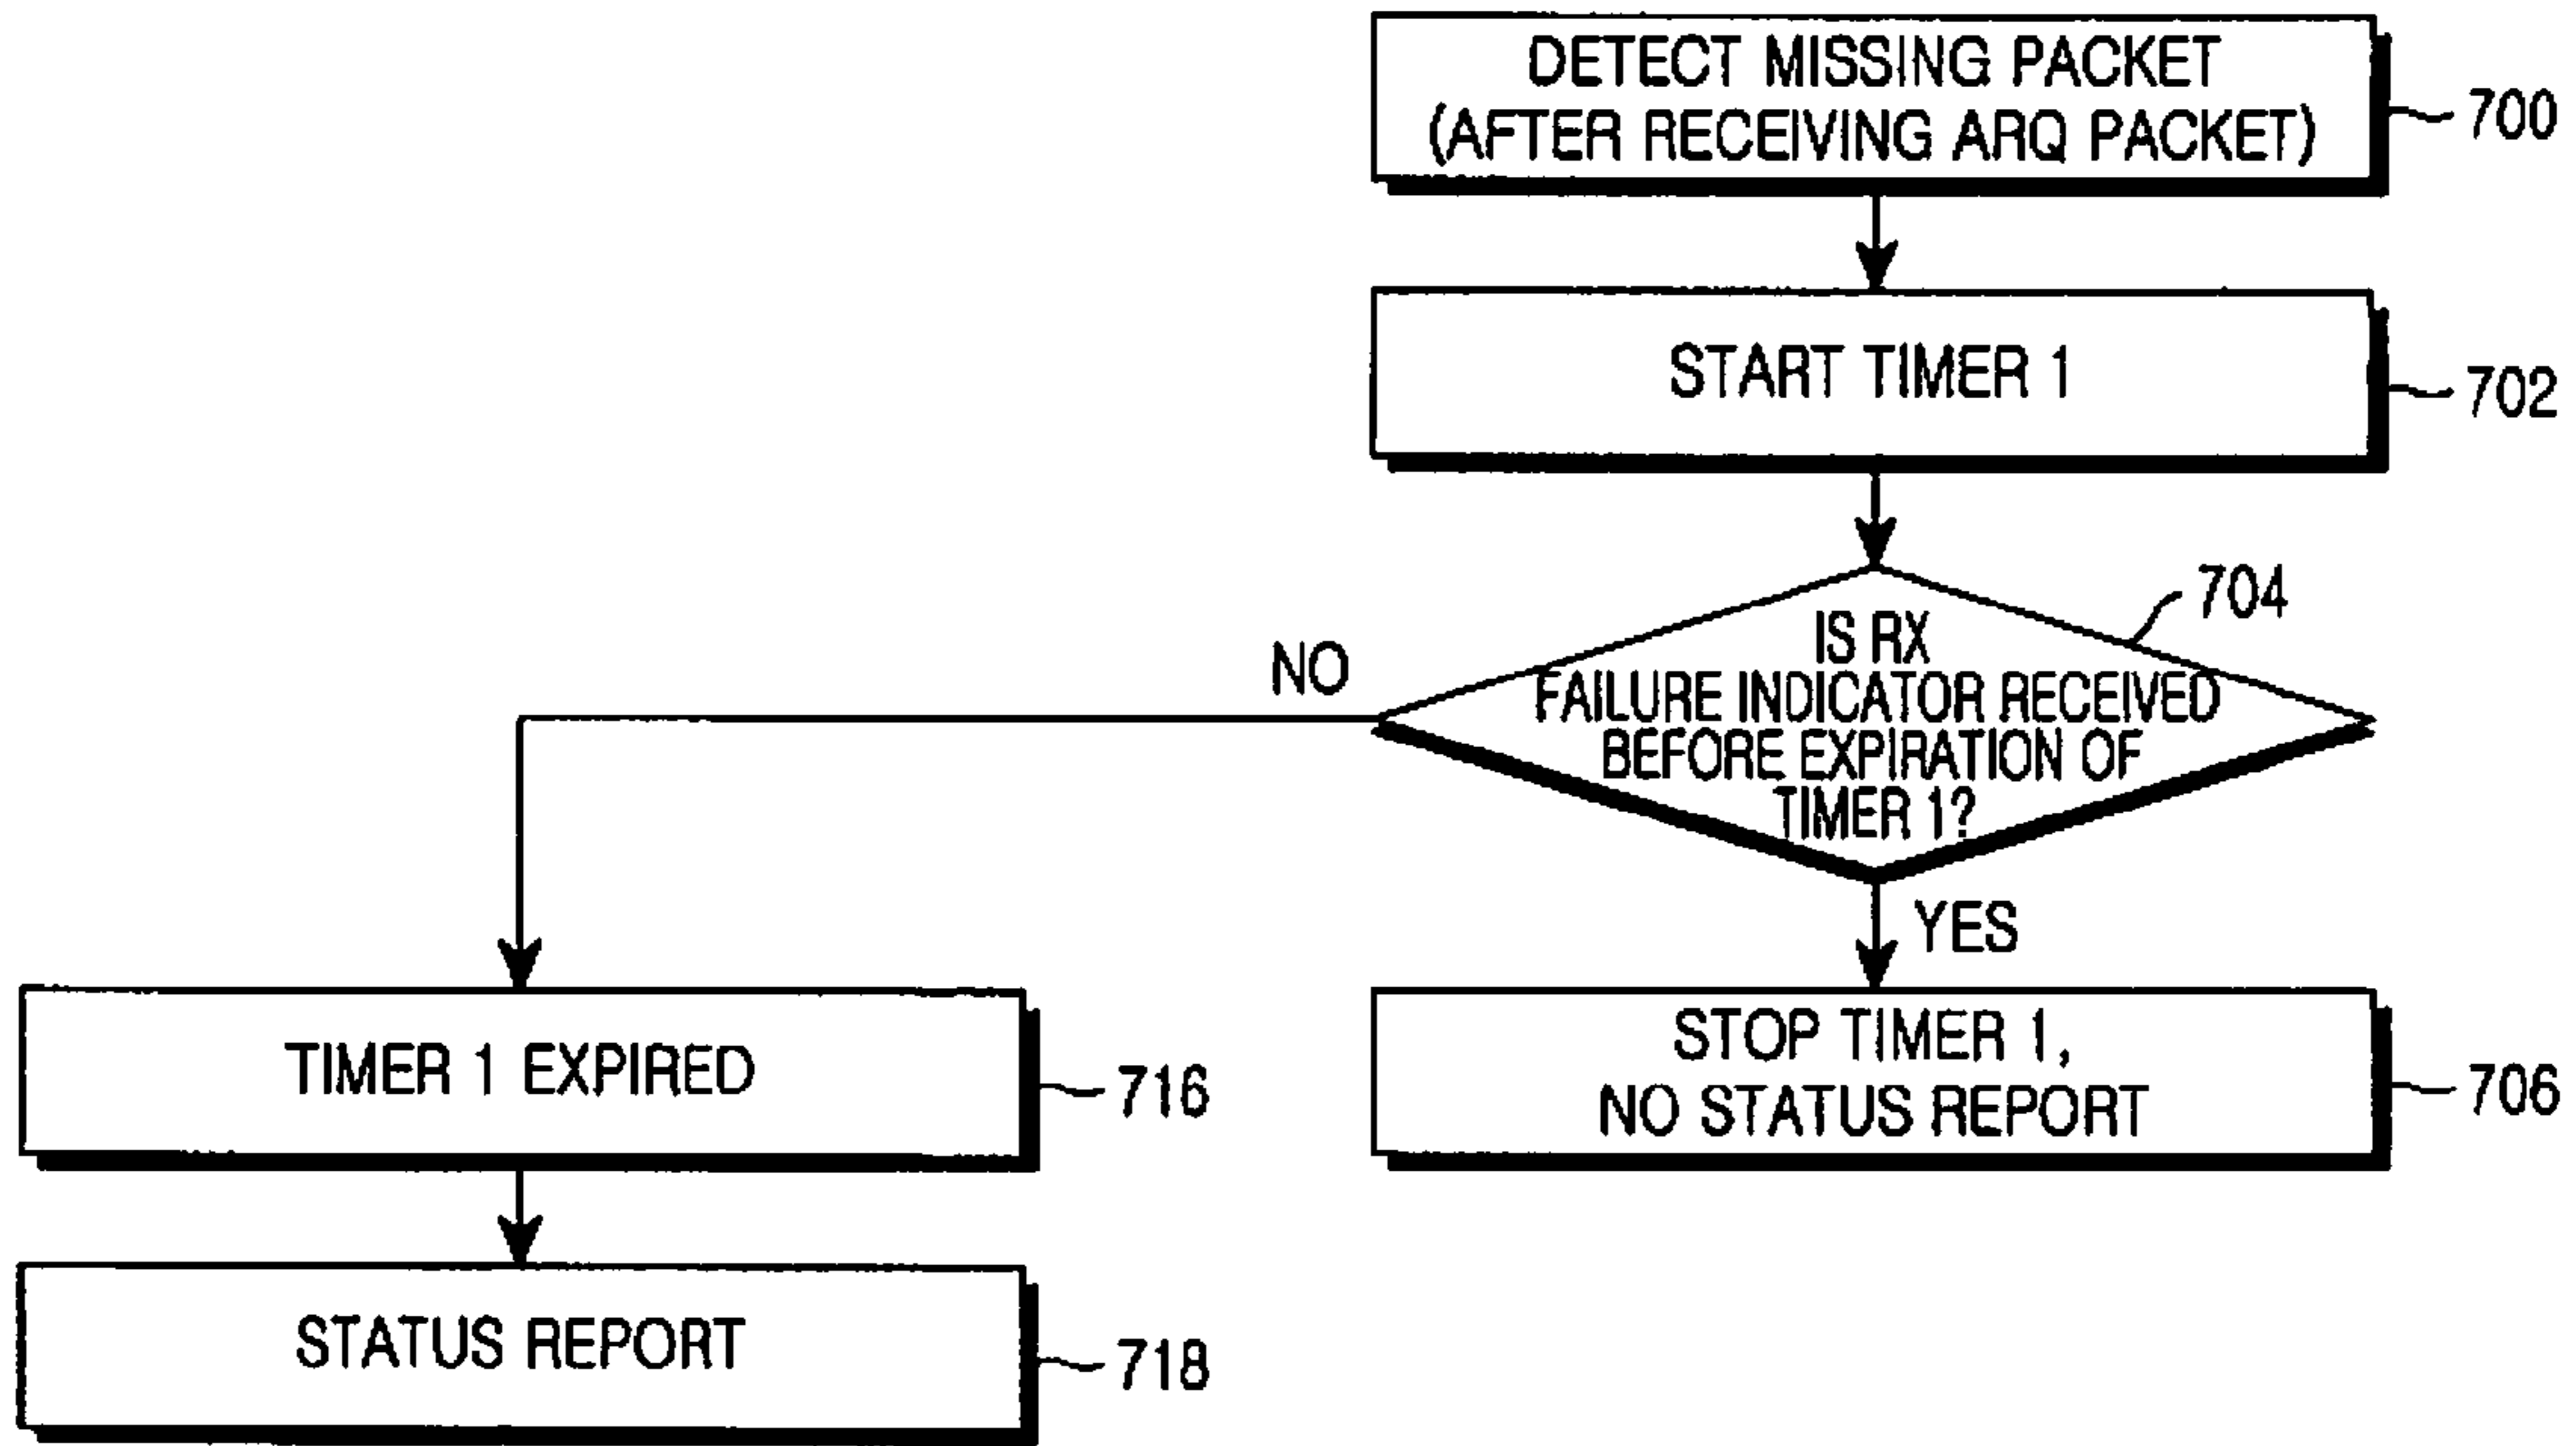 DETECT MISSING PACKET
(AFTER RECEIVING ARQ PACKET)
700
START TIMER 1
702
704
IS RX
FAILURE INDICATOR RECEIVED
BEFORE EXPIRATION OF
TIMER 1?
NO
YES
TIMER 1 EXPIRED
716
STOP TIMER 1,
NO STATUS REPORT
706
STATUS REPORT
718